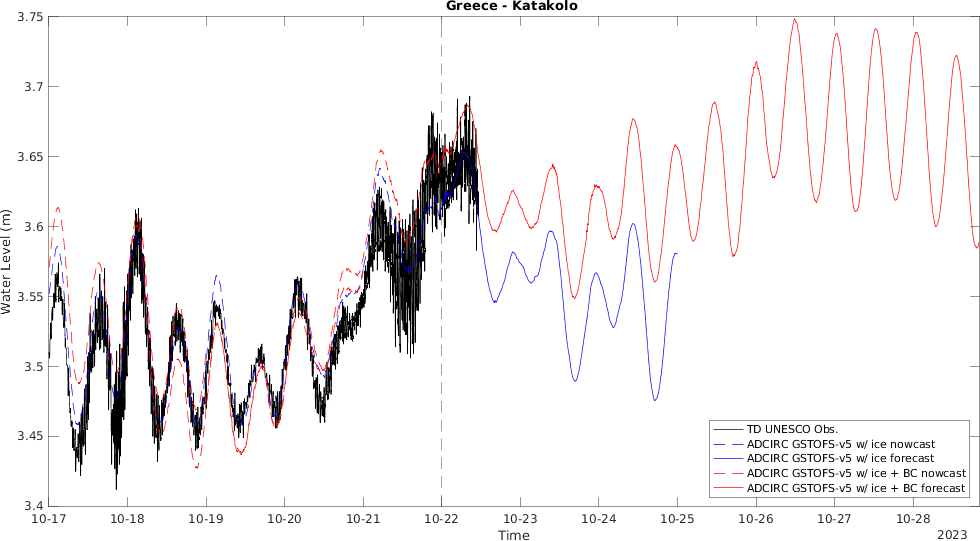 Greece - Katakolo
3.75
3.7
3.65
3.6
3.55
3.5
3.45
3.4
Water Level (m)
10-17 10-18 10-19 10-20 10-21 10-22 10-23 10-24 10-25 10-26 10-27 10-28
Time
2023
TD UNESCO Obs.
ADCIRC GSTOFS-v5 w/ ice nowcast
ADCIRC GSTOFS-v5 w/ ice forecast
ADCIRC GSTOFS-v5 w/ ice + BC nowcast
ADCIRC GSTOFS-v5 w/ ice + BC forecast